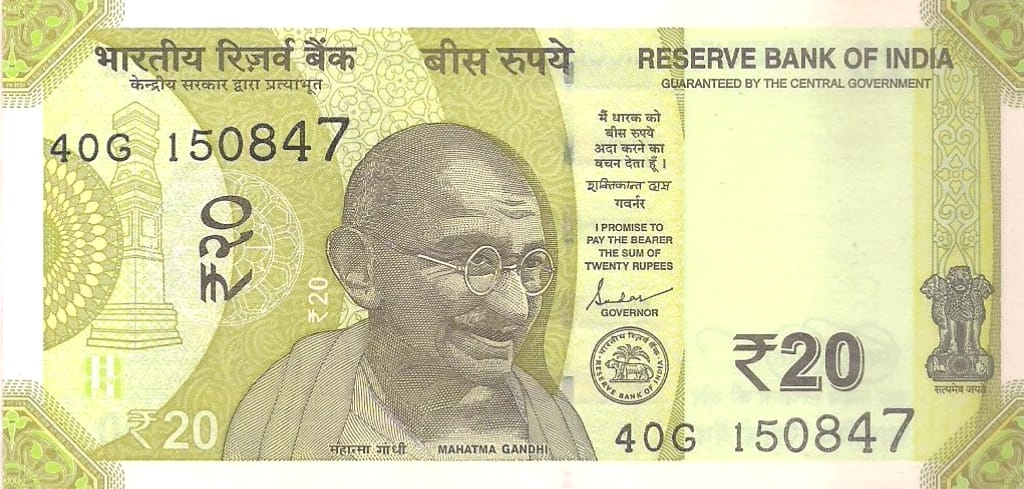 भारतीय रिज़र्व बैंक
केन्द्रीय सरकार द्वारा प्रत्याभूत
बीस रुपये
RESERVE BANK OF INDIA
GUARANTEED BY THE CENTRAL GOVERNMENT
40G 150847
₹२०
₹20
मैं धारक को
बीस रुपये
अदा करने का
वचन देता हूँ ।
शक्तिकान्त दास
गवर्नर
I PROMISE TO
PAY THE BEARER
THE SUM OF
TWENTY RUPEES
GOVERNOR
भारतीय रिज़र्व बैंक
RESERVE BANK OF INDIA
₹20
सत्यमेव जयते
₹20
महात्मा गांधी
MAHATMA GANDHI
40G 150847